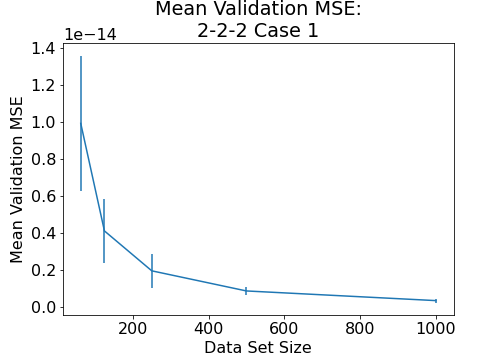 Mean Validation MSE:
2-2-2 Case 1
1e−14
1.4
1.2
1.0
0.8
0.6
0.4
0.2
0.0
Mean Validation MSE
200 400 600 800 1000
Data Set Size